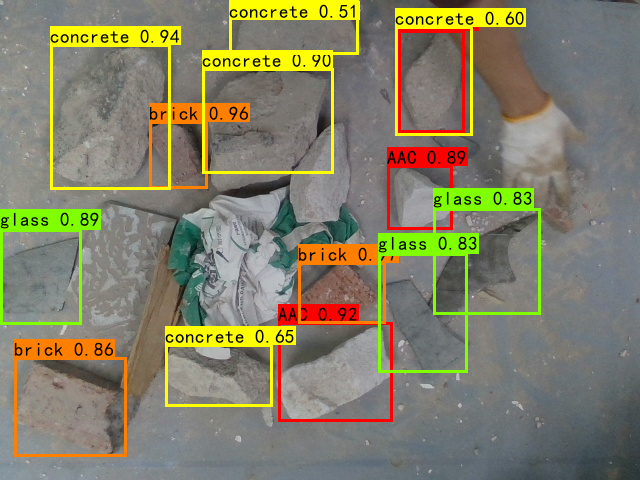 concrete 0.51
concrete 0.60
concrete 0.94
concrete 0.90
brick 0.96
AAC 0.89
glass 0.83
glass 0.89
glass 0.83
brick 0.77
AAC 0.92
concrete 0.65
brick 0.86